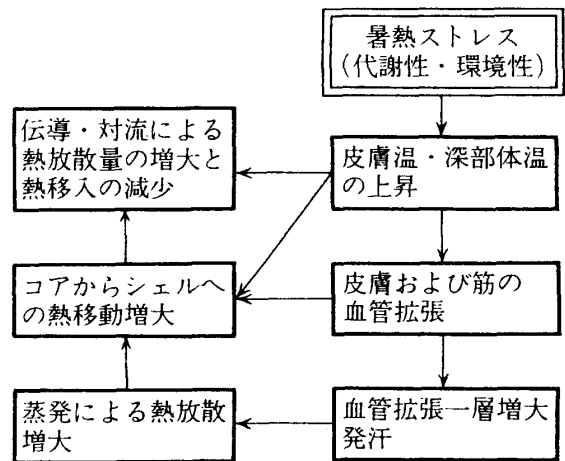 暑熱ストレス
(代謝性・環境性)
伝導・対流による
熱放散量の増大と
熱移入の減少
皮膚温・深部体温
の上昇
コアからシェルへ
の熱移動増大
皮膚および筋の
血管拡張
蒸発による熱放散
増大
血管拡張一層増大
発汗